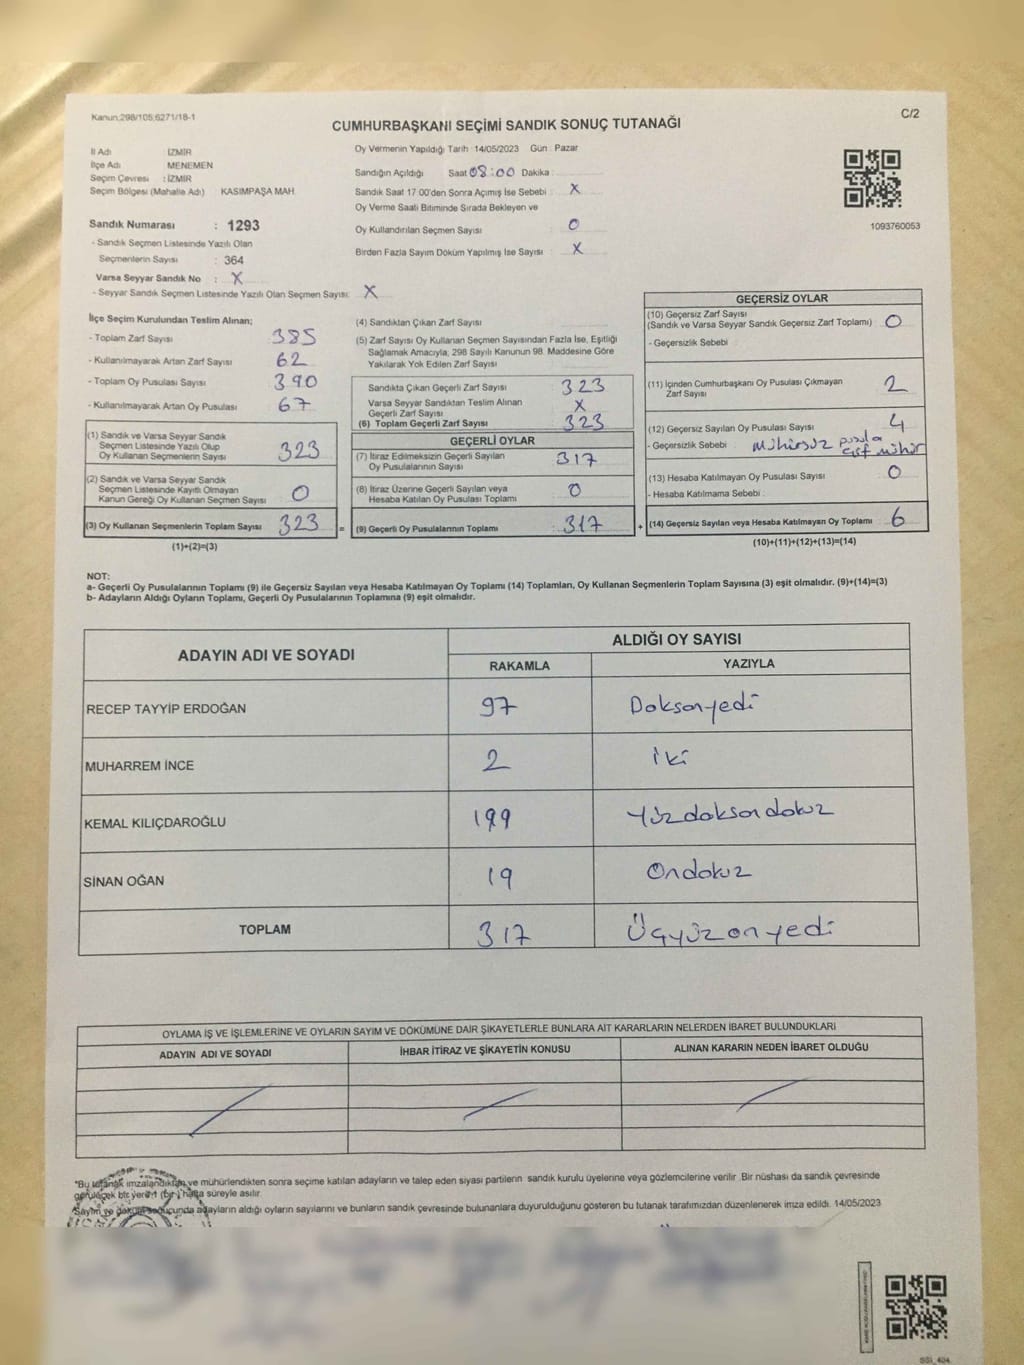 Kanun:298/105;6271/18-1
C/2
CUMHURBAŞKANI SEÇİMİ SANDIK SONUÇ TUTANAĞI
İl Adı : İZMİR
İlçe Adı : MENEMEN
Seçim Çevresi : İZMİR
Seçim Bölgesi (Mahalle Adı) : KASIMPAŞA MAH.
Sandık Numarası : 1293
- Sandık Seçmen Listesinde Yazılı Olan
Seçmenlerin Sayısı : 364
Varsa Seyyar Sandık No : X
- Seyyar Sandık Seçmen Listesinde Yazılı Olan Seçmen Sayısı: X
Oy Vermenin Yapıldığı Tarih : 14/05/2023 Gün : Pazar
Sandığın Açıldığı Saat 08:00 Dakika :
Sandık Saat 17:00'den Sonra Açımış İse Sebebi : X
Oy Verme Saati Bitiminde Sırada Bekleyen ve
Oy Kullandırılan Seçmen Sayısı : 0
Birden Fazla Sayım Döküm Yapılmış İse Sayısı : X
1093760053
İlçe Seçim Kurulundan Teslim Alınan;
- Toplam Zarf Sayısı : 385
- Kullanılmayarak Artan Zarf Sayısı : 62
- Toplam Oy Pusulası Sayısı : 390
- Kullanılmayarak Artan Oy Pusulası : 67
(1) Sandık ve Varsa Seyyar Sandık
Seçmen Listesinde Yazılı Olup
Oy Kullanan Seçmenlerin Sayısı : 323
(2) Sandık ve Varsa Seyyar Sandık
Seçmen Listesinde Kayıtlı Olmayan
Kanun Gereği Oy Kullanan Seçmen Sayısı : 0
(3) Oy Kullanan Seçmenlerin Toplam Sayısı : 323
(1)+(2)=(3)
(4) Sandıktan Çıkan Zarf Sayısı :
(5) Zarf Sayısı Oy Kullanan Seçmen Sayısından Fazla İse, Eşitliği
Sağlamak Amacıyla, 298 Sayılı Kanunun 98. Maddesine Göre
Yakılarak Yok Edilen Zarf Sayısı :
Sandıkta Çıkan Geçerli Zarf Sayısı : 323
Varsa Seyyar Sandıktan Teslim Alınan
Geçerli Zarf Sayısı : X
(6) Toplam Geçerli Zarf Sayısı : 323
GEÇERLİ OYLAR
(7) İtiraz Edilmeksizin Geçerli Sayılan
Oy Pusulalarının Sayısı : 317
(8) İtiraz Üzerine Geçerli Sayılan veya
Hesaba Katılan Oy Pusulası Toplamı : 0
= (9) Geçerli Oy Pusulalarının Toplamı : 317
GEÇERSİZ OYLAR
(10) Geçersiz Zarf Sayısı
(Sandık ve Varsa Seyyar Sandık Geçersiz Zarf Toplamı) : 0
- Geçersizlik Sebebi :
(11) İçinden Cumhurbaşkanı Oy Pusulası Çıkmayan
Zarf Sayısı : 2
(12) Geçersiz Sayılan Oy Pusulası Sayısı : 4
- Geçersizlik Sebebi : mühürsüz pusula
çift mühür
(13) Hesaba Katılmayan Oy Pusulası Sayısı : 0
- Hesaba Katılmama Sebebi :
+ (14) Geçersiz Sayılan veya Hesaba Katılmayan Oy Toplamı : 6
(10)+(11)+(12)+(13)=(14)
NOT:
a- Geçerli Oy Pusulalarının Toplamı (9) ile Geçersiz Sayılan veya Hesaba Katılmayan Oy Toplamı (14) Toplamları, Oy Kullanan Seçmenlerin Toplam Sayısına (3) eşit olmalıdır. (9)+(14)=(3)
b- Adayların Aldığı Oyların Toplamı, Geçerli Oy Pusulalarının Toplamına (9) eşit olmalıdır.
ADAYIN ADI VE SOYADI ALDIĞI OY SAYISI
RAKAMLA YAZIYLA
RECEP TAYYİP ERDOĞAN 97 Doksanyedi
MUHARREM İNCE 2 iki
KEMAL KILIÇDAROĞLU 199 Yüzdoksandokuz
SİNAN OĞAN 19 Ondokuz
TOPLAM 317 Üçyüzonyedi
OYLAMA İŞ VE İŞLEMLERİNE VE OYLARIN SAYIM VE DÖKÜMÜNE DAİR ŞİKAYETLERLE BUNLARA AİT KARARLARIN NELERDEN İBARET BULUNDUKLARI
ADAYIN ADI VE SOYADI İHBAR İTİRAZ VE ŞİKAYETİN KONUSU ALINAN KARARIN NEDEN İBARET OLDUĞU
*Bu tutanak imzalandıktan ve mühürlendikten sonra seçime katılan adayların ve talep eden siyasi partilerin sandık kurulu üyelerine veya gözlemcilerine verilir. Bir nüshası da sandık çevresinde
görülecek bir yere 1 (bir) hafta süreyle asılır.
Sayım ve döküm sonucunda adayların aldığı oyların sayılarını ve bunların sandık çevresinde bulunanlara duyurulduğunu gösteren bu tutanak tarafımızdan düzenlenerek imza edildi. 14/05/2023